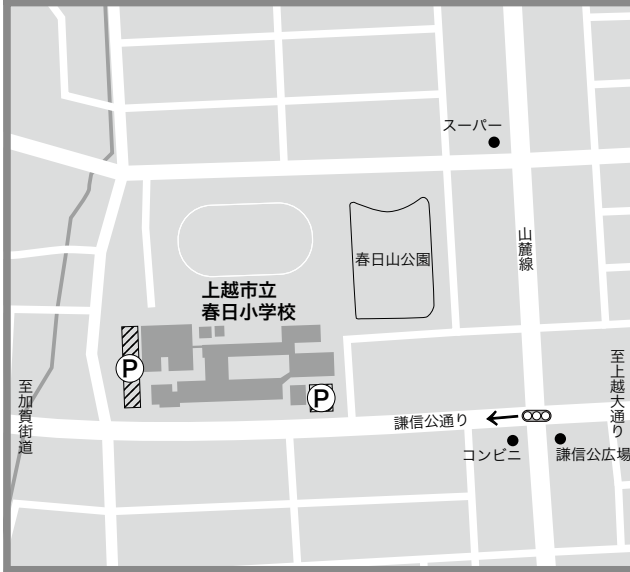 スーパー
山麓線
春日山公園
上越市立
春日小学校
P
P
至加賀街道
至上越大通り
謙信公通り
コンビニ
謙信公広場